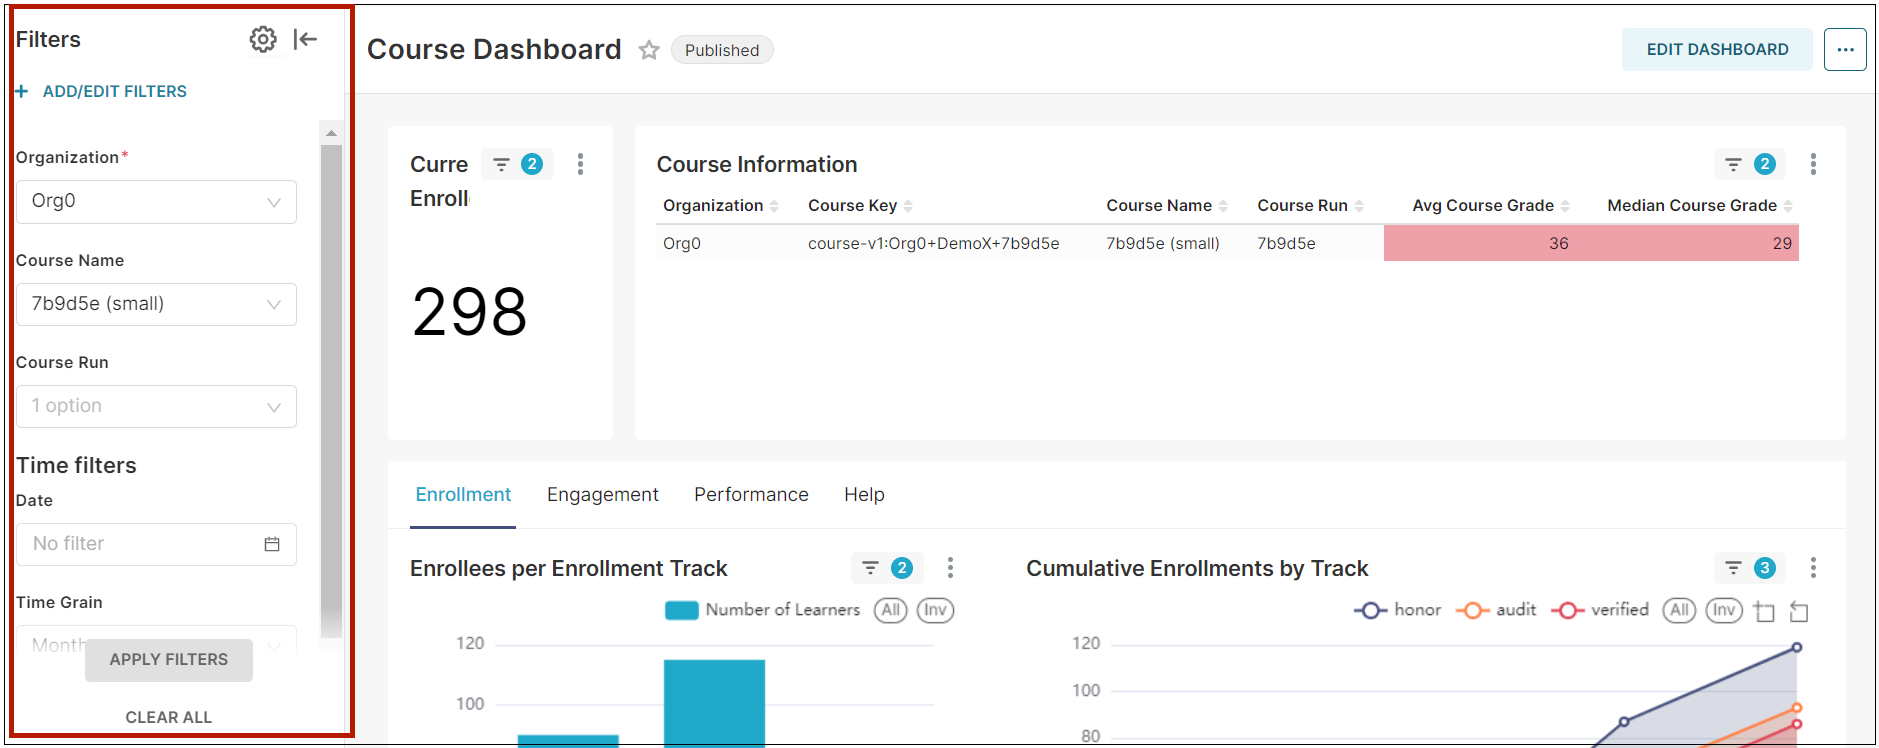 Filters
+ ADD/EDIT FILTERS
Organization*
Org0
Course Name
7b9d5e (small)
Course Run
1 option
Time filters
Date
No filter
Time Grain
Month
APPLY FILTERS
CLEAR ALL
Course Dashboard Published
EDIT DASHBOARD ...
Curre 2
Enroll
298
Course Information 2
Organization Course Key Course Name Course Run Avg Course Grade Median Course Grade
Org0 course-v1:Org0+DemoX+7b9d5e 7b9d5e (small) 7b9d5e 36 29
Enrollment Engagement Performance Help
Enrollees per Enrollment Track 2
Number of Learners All Inv
120
100
Cumulative Enrollments by Track 3
honor audit verified All Inv
120
100
80